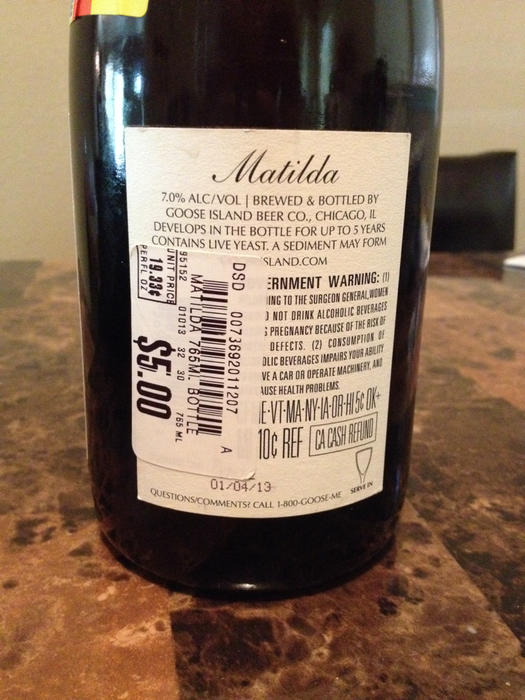 Matilda
7.0% ALC/VOL | BREWED & BOTTLED BY
GOOSE ISLAND BEER CO., CHICAGO, IL
DEVELOPS IN THE BOTTLE FOR UP TO 5 YEARS
CONTAINS LIVE YEAST. A SEDIMENT MAY FORM
SLAND.COM
ERNMENT WARNING: (1)
ING TO THE SURGEON GENERAL, WOMEN
NOT DRINK ALCOHOLIC BEVERAGES
PREGNANCY BECAUSE OF THE RISK OF
DEFECTS. (2) CONSUMPTION OF
OLIC BEVERAGES IMPAIRS YOUR ABILITY
VE A CAR OR OPERATE MACHINERY, AND
AUSE HEALTH PROBLEMS.
E-VT-MA-NY-IA-OR-HI 5¢ OK+
10¢ REF CA CASH REFUND
01/04/13
QUESTIONS/COMMENTS? CALL 1-800-GOOSE-ME
SERVE IN
DSD 0073692011207 A
MATILDA 765ML BOTTLE
95152 01013 32 30 765 ML
UNIT PRICE
19.33¢
PER FL OZ
$5.00